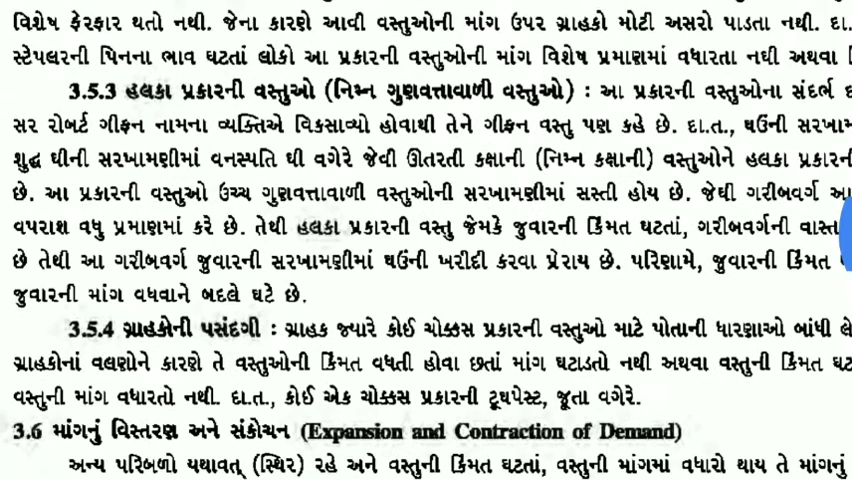 વિશેષ ફેરફાર થતો નથી. જેના કારણે આવી વસ્તુઓની માંગ ઉપર ગ્રાહકો મોટી અસરો પાડતા નથી. દા.
સ્ટેપલરની પિનના ભાવ ઘટતાં લોકો આ પ્રકારની વસ્તુઓની માંગ વિશેષ પ્રમાણમાં વધારતા નથી અથવા
3.5.3 હલકા પ્રકારની વસ્તુઓ (નિમ્ન ગુણવત્તાવાળી વસ્તુઓ) : આ પ્રકારની વસ્તુઓના સંદર્ભ
સર રોબર્ટ ગીફન નામના વ્યક્તિએ વિકસાવ્યો હોવાથી તેને ગીફન વસ્તુ પણ કહે છે. દા.ત., ઘઉંની સરખામ
શુદ્ધ ઘીની સરખામણીમાં વનસ્પતિ ઘી વગેરે જેવી ઊતરતી કક્ષાની (નિમ્ન કક્ષાની) વસ્તુઓને હલકા પ્રકારની
છે. આ પ્રકારની વસ્તુઓ ઉચ્ચ ગુણવત્તાવાળી વસ્તુઓની સરખામણીમાં સસ્તી હોય છે. જેથી ગરીબવર્ગ આ
વપરાશ વધુ પ્રમાણમાં કરે છે. તેથી હલકા પ્રકારની વસ્તુ જેમકે જુવારની કિંમત ઘટતાં, ગરીબવર્ગની વાસ્ત
છે તેથી આ ગરીબવર્ગ જુવારની સરખામણીમાં ઘઉંની ખરીદી કરવા પ્રેરાય છે. પરિણામે, જુવારની કિંમત
જુવારની માંગ વધવાને બદલે ઘટે છે.
3.5.4 ગ્રાહકોની પસંદગી : ગ્રાહક જ્યારે કોઈ ચોક્કસ પ્રકારની વસ્તુઓ માટે પોતાની ધારણાઓ બાંધી લે
ગ્રાહકોનાં વલણોને કારણે તે વસ્તુઓની કિંમત વધતી હોવા છતાં માંગ ઘટાડતો નથી અથવા વસ્તુની કિંમત ઘટ
વસ્તુની માંગ વધારતો નથી. દા.ત., કોઈ એક ચોક્કસ પ્રકારની ટૂથપેસ્ટ, જૂતા વગેરે.
3.6 માંગનું વિસ્તરણ અને સંકોચન (Expansion and Contraction of Demand)
અન્ય પરિબળો યથાવત્ (સ્થિર) રહે અને વસ્તુની કિંમત ઘટતાં, વસ્તુની માંગમાં વધારો થાય તે માંગનું